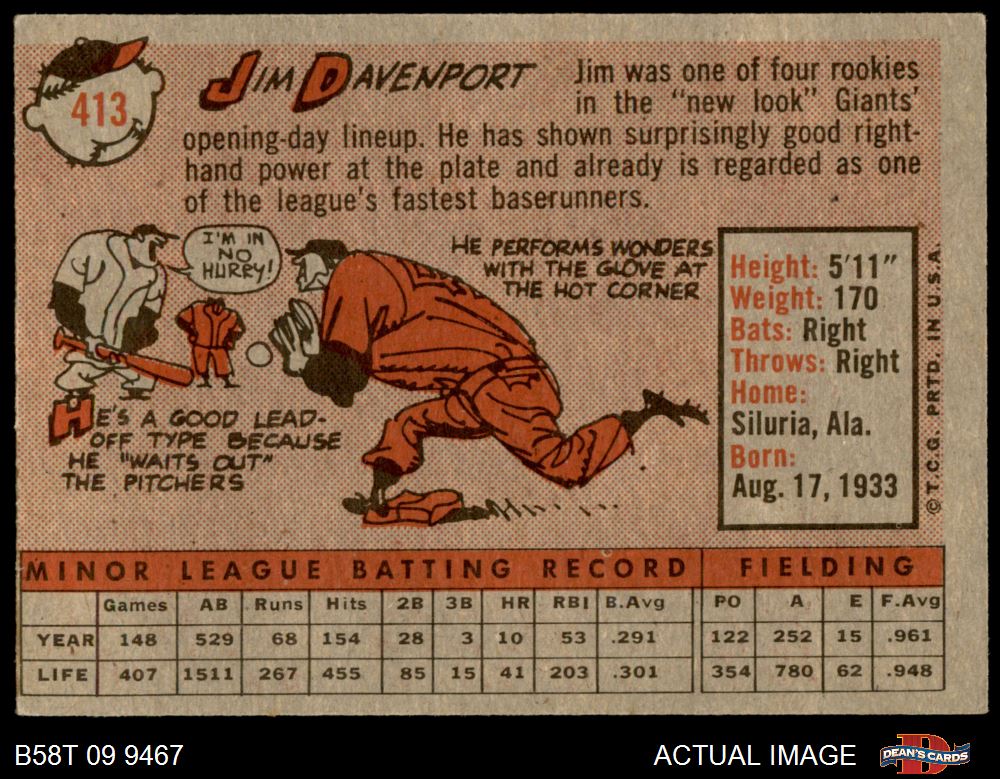 413
JIM DAVENPORT
Jim was one of four rookies
in the "new look" Giants'
opening-day lineup. He has shown surprisingly good right-
hand power at the plate and already is regarded as one
of the league's fastest baserunners.
I'M IN
NO
HURRY!
HE PERFORMS WONDERS
WITH THE GLOVE AT
THE HOT CORNER
HE'S A GOOD LEAD-
OFF TYPE BECAUSE
HE "WAITS OUT"
THE PITCHERS
Height: 5'11"
Weight: 170
Bats: Right
Throws: Right
Home:
Siluria, Ala.
Born:
Aug. 17, 1933
© T.C.G. PRTD. IN U.S.A.
MINOR LEAGUE BATTING RECORD FIELDING
Games AB Runs Hits 2B 3B HR RBI B.Avg PO A E F.Avg
YEAR 148 529 68 154 28 3 10 53 .291 122 252 15 .961
LIFE 407 1511 267 455 85 15 41 203 .301 354 780 62 .948
B58T 09 9467 ACTUAL IMAGE DEAN'S CARDS